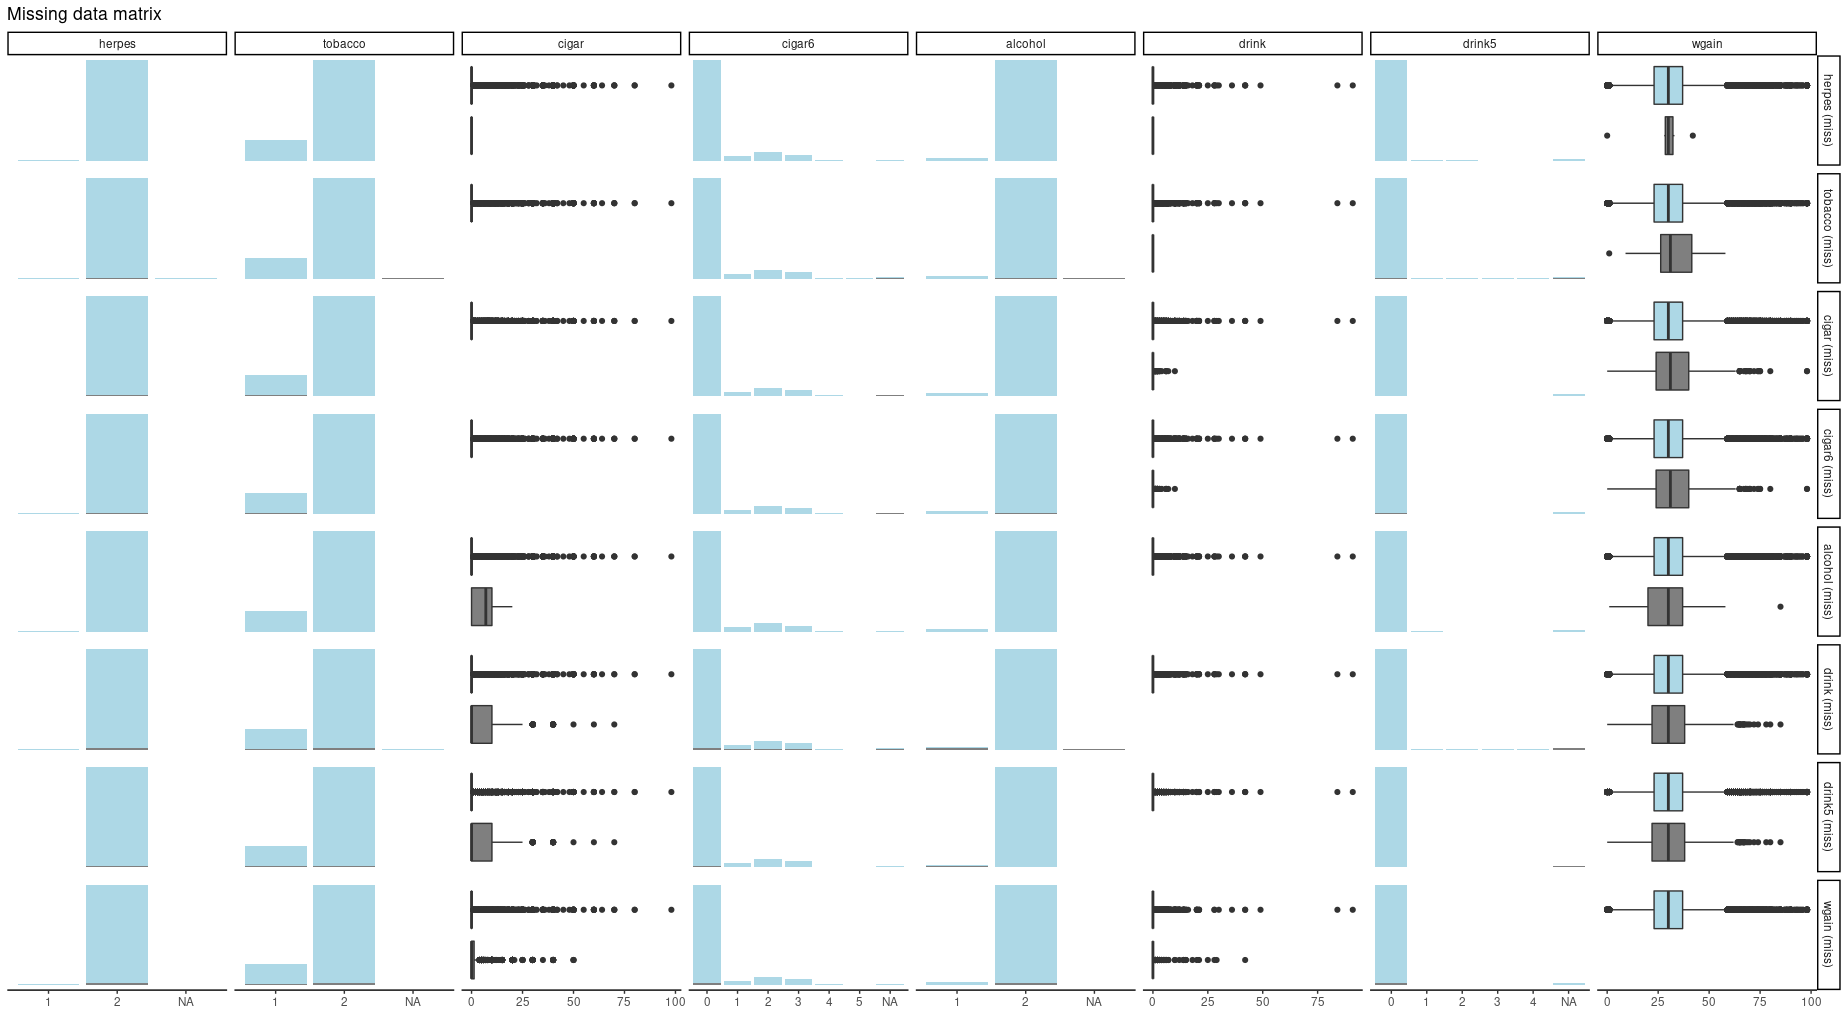 Missing data matrix
herpes tobacco cigar cigar6 alcohol drink drink5 wgain
herpes (miss)
tobacco (miss)
cigar (miss)
cigar6 (miss)
alcohol (miss)
drink (miss)
drink5 (miss)
wgain (miss)
1 2 NA 1 2 NA 0 25 50 75 100 0 1 2 3 4 5 NA 1 2 NA 0 25 50 75 0 1 2 3 4 NA 0 25 50 75 100